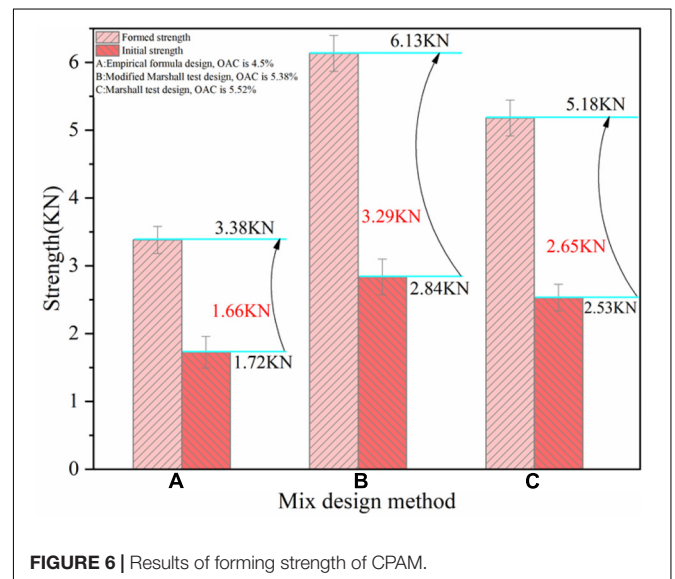 Formed strength
Initial strength
A:Empirical formula design, OAC is 4.5%
B:Modified Marshall test design, OAC is 5.38%
C:Marshall test design, OAC is 5.52%
6.13KN
5.18KN
3.38KN
3.29KN
2.65KN
2.84KN
2.53KN
1.66KN
1.72KN
Strength(KN)
6
5
4
3
2
1
0
A
B
C
Mix design method
FIGURE 6 | Results of forming strength of CPAM.